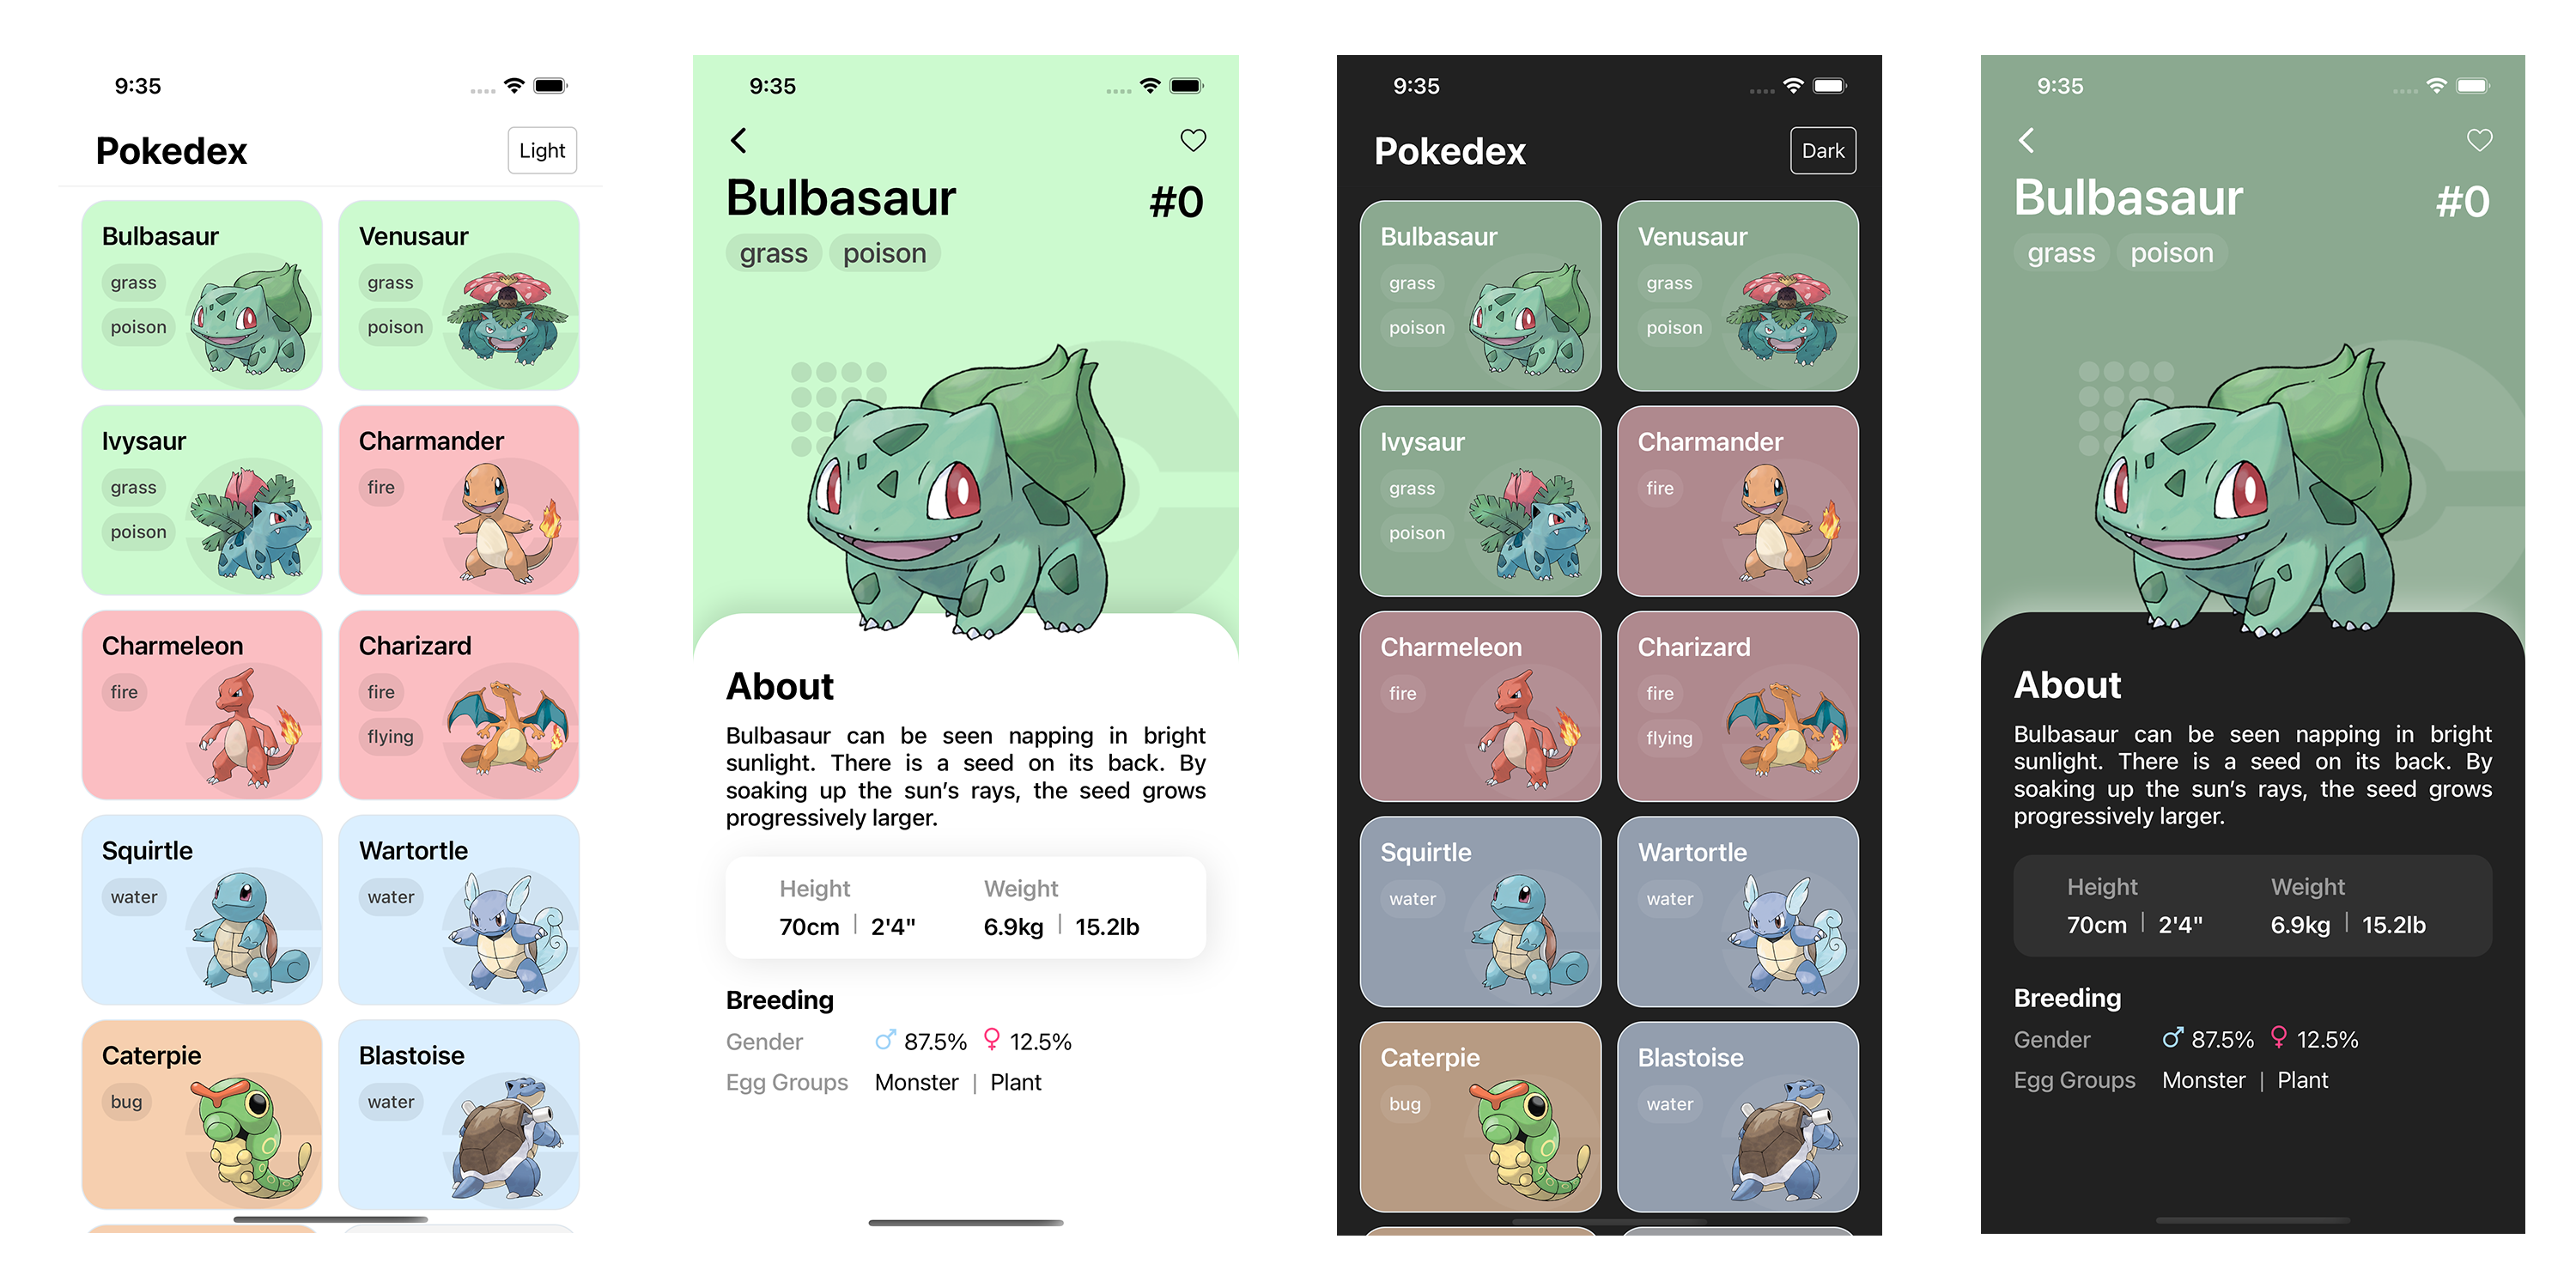 9:35
Pokedex
Light
Bulbasaur
grass
poison
Venusaur
grass
poison
Ivysaur
grass
poison
Charmander
fire
Charmeleon
fire
Charizard
fire
flying
Squirtle
water
Wartortle
water
Caterpie
bug
Blastoise
water
9:35
Bulbasaur
#0
grass
poison
About
Bulbasaur can be seen napping in bright
sunlight. There is a seed on its back. By
soaking up the sun’s rays, the seed grows
progressively larger.
Height
Weight
70cm | 2'4"
6.9kg | 15.2lb
Breeding
Gender ♂ 87.5% ♀ 12.5%
Egg Groups Monster | Plant
9:35
Pokedex
Dark
Bulbasaur
grass
poison
Venusaur
grass
poison
Ivysaur
grass
poison
Charmander
fire
Charmeleon
fire
Charizard
fire
flying
Squirtle
water
Wartortle
water
Caterpie
bug
Blastoise
water
9:35
Bulbasaur
#0
grass
poison
About
Bulbasaur can be seen napping in bright
sunlight. There is a seed on its back. By
soaking up the sun’s rays, the seed grows
progressively larger.
Height
Weight
70cm | 2'4"
6.9kg | 15.2lb
Breeding
Gender ♂ 87.5% ♀ 12.5%
Egg Groups Monster | Plant